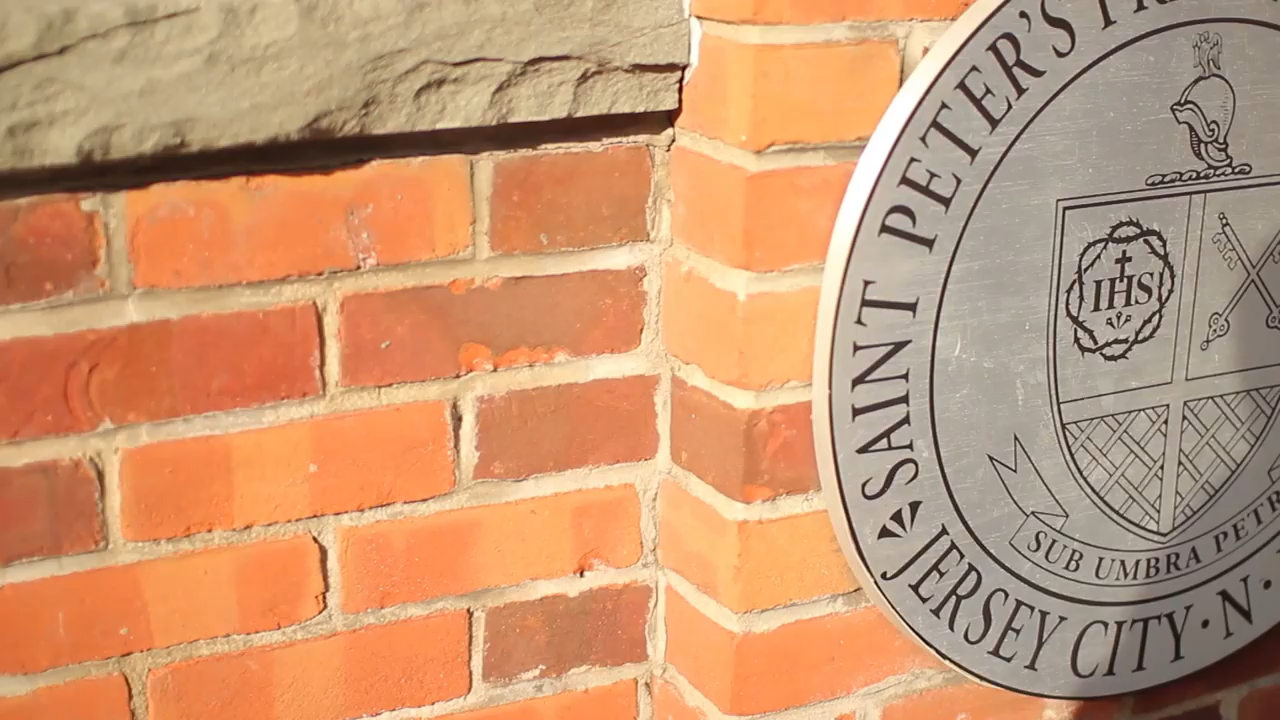 SAINT PETER'S
IHS
SUB UMBRA
JERSEY CITY · N ·